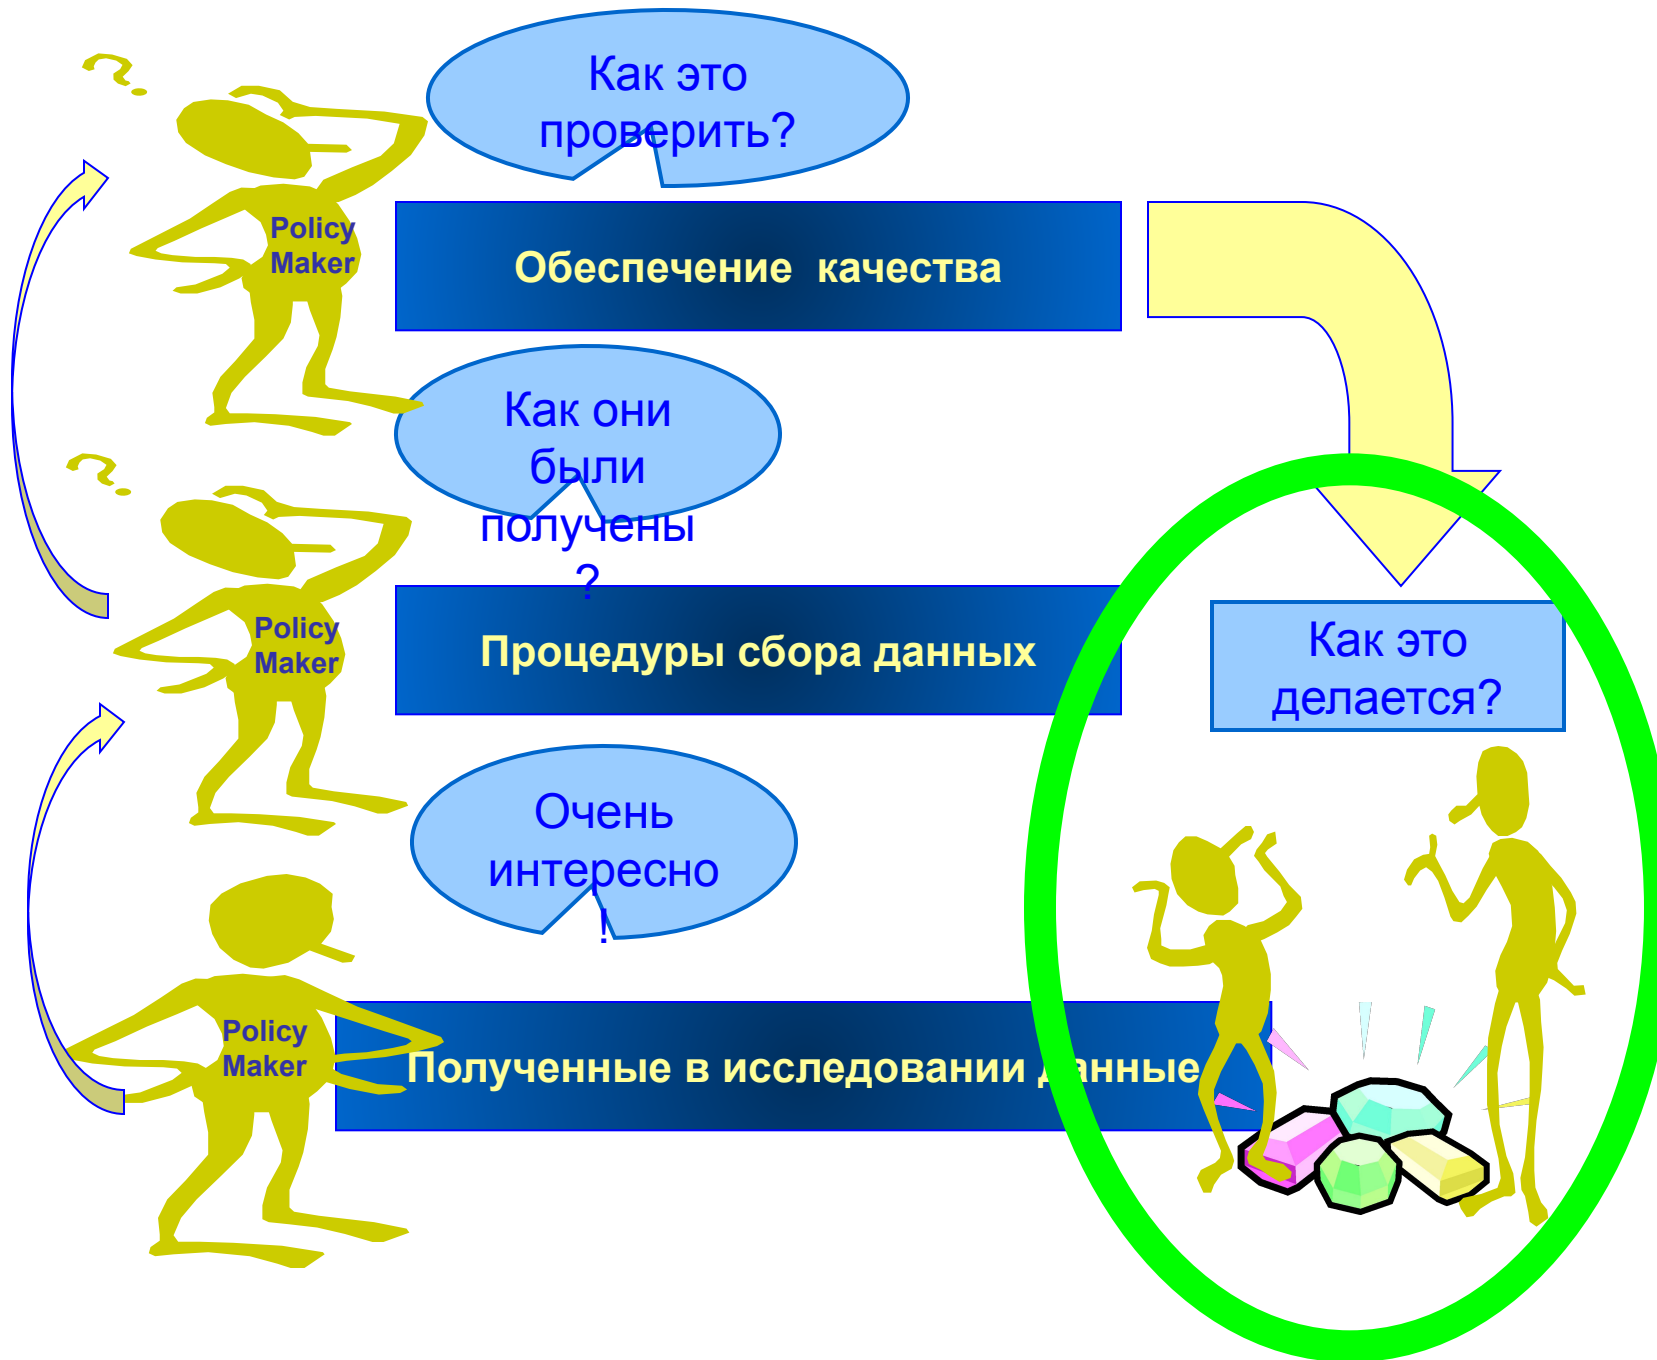 Как это
проверить?
Policy
Maker
Обеспечение качества
Как они
были
получены
?
Policy
Maker
Процедуры сбора данных
Как это
делается?
Очень
интересно
!
Policy
Maker
Полученные в исследовании данные